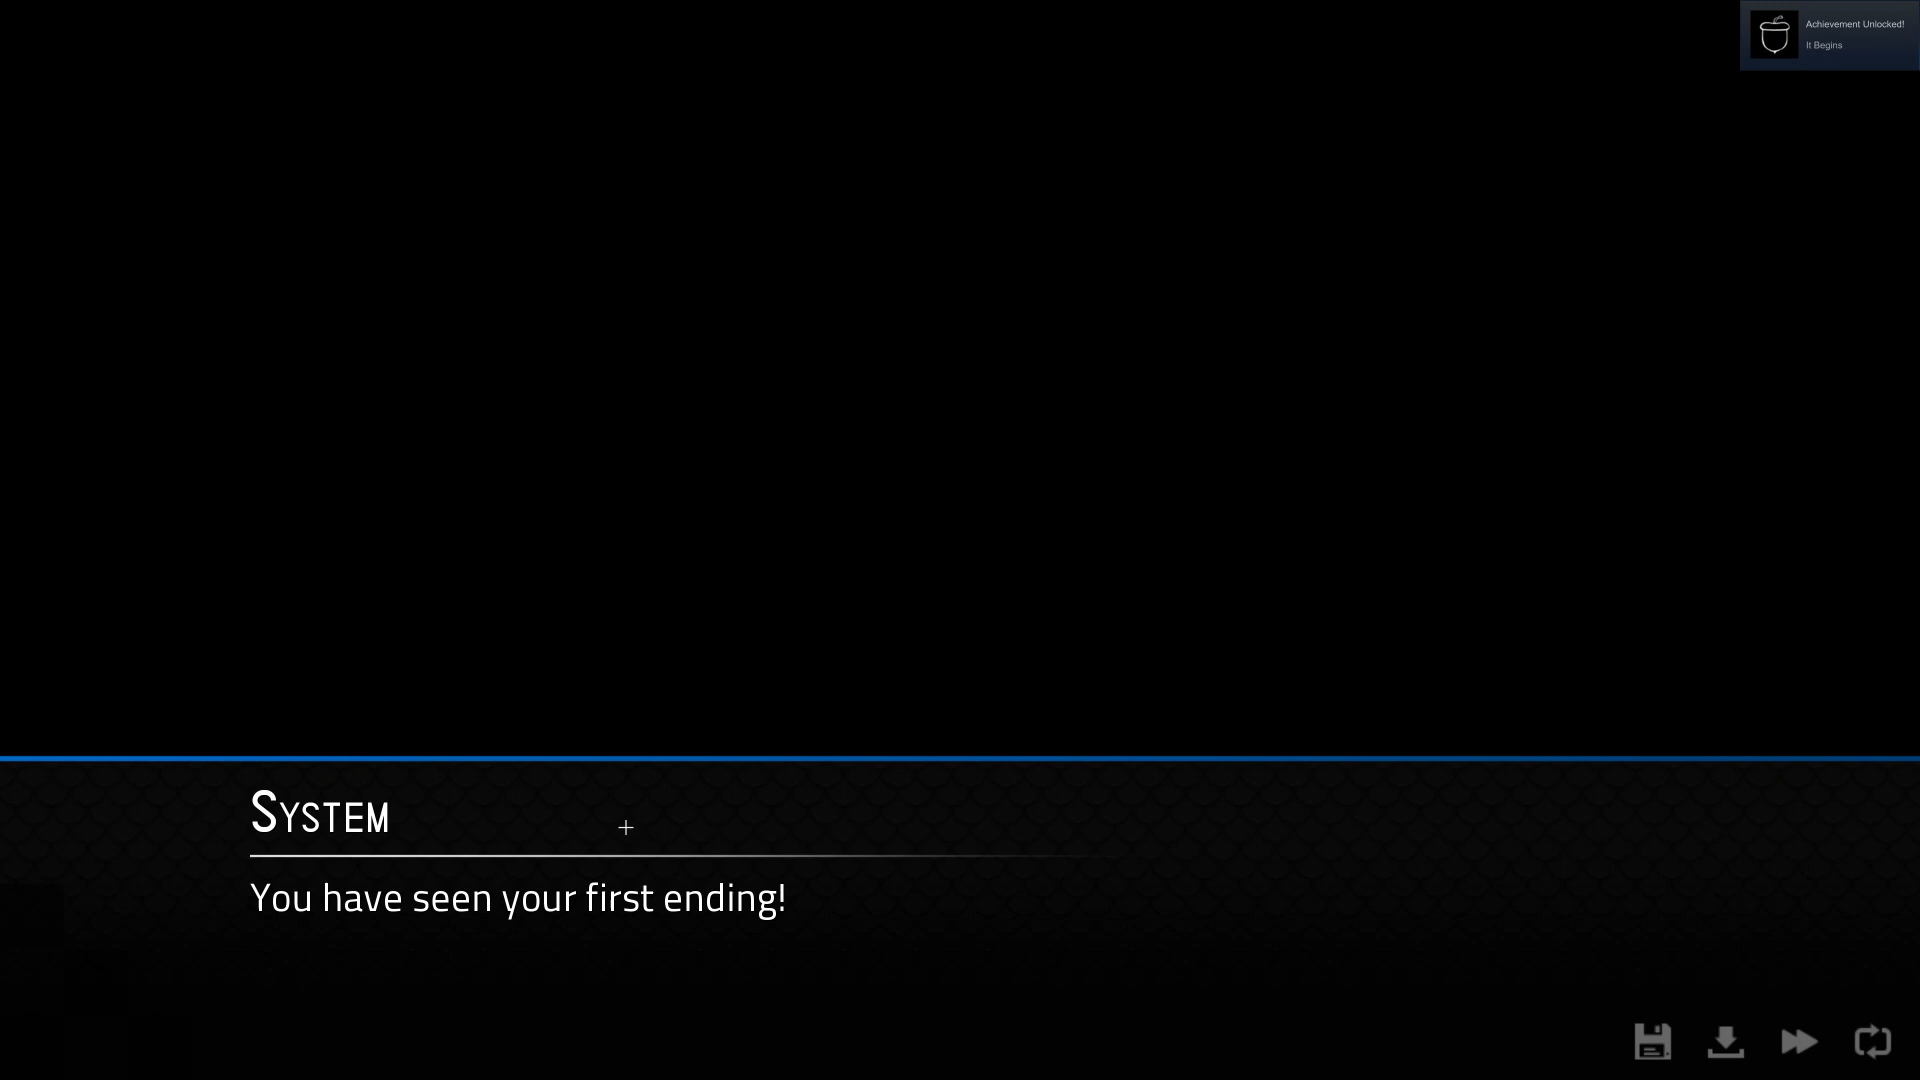 Achievement Unlocked!
It Begins
System
You have seen your first ending!